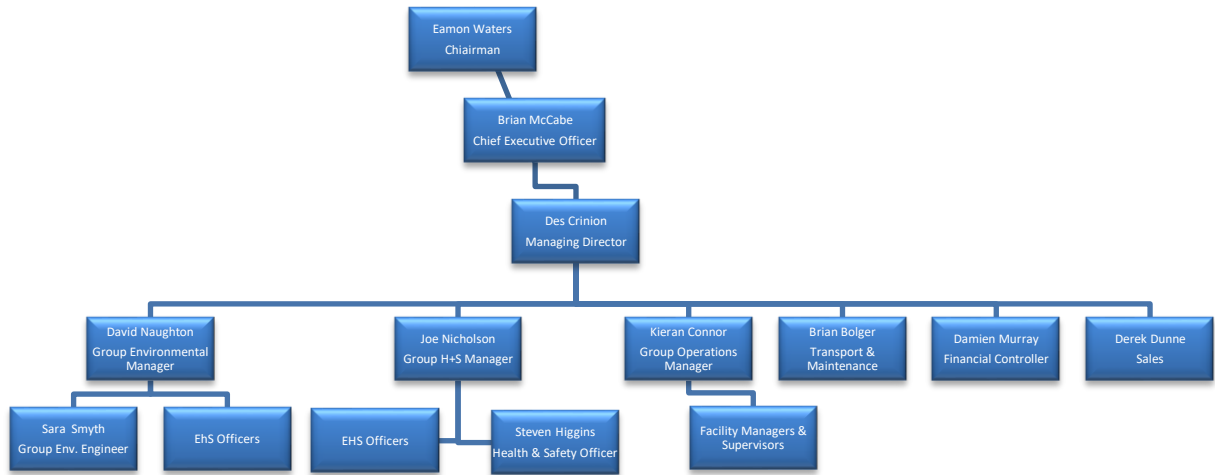 Eamon Waters
Chiairman
Brian McCabe
Chief Executive Officer
Des Crinion
Managing Director
David Naughton
Group Environmental
Manager
Joe Nicholson
Group H+S Manager
Kieran Connor
Group Operations
Manager
Brian Bolger
Transport &
Maintenance
Damien Murray
Financial Controller
Derek Dunne
Sales
Sara Smyth
Group Env. Engineer
EhS Officers
EHS Officers
Steven Higgins
Health & Safety Officer
Facility Managers &
Supervisors